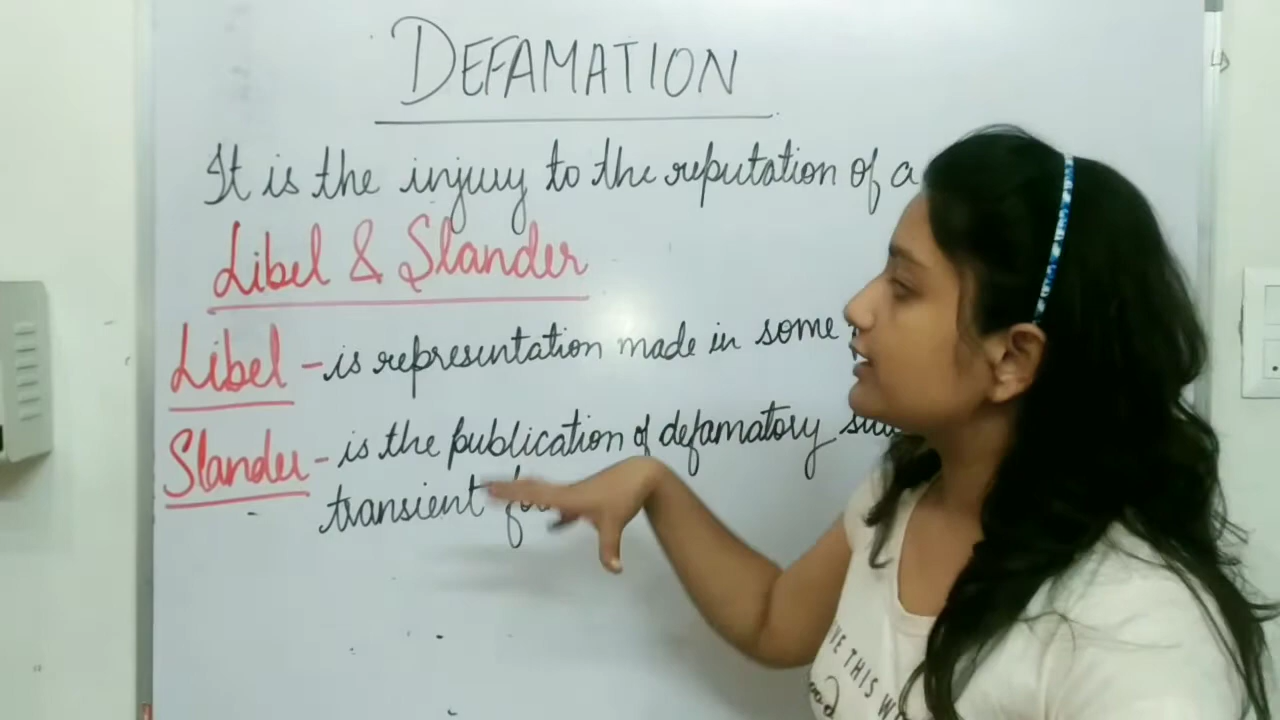 DEFAMATION
It is the injury to the reputation of a
Libel & Slander
Libel - is representation made in some
Slander - is the publication of defamatory
transient
THIS